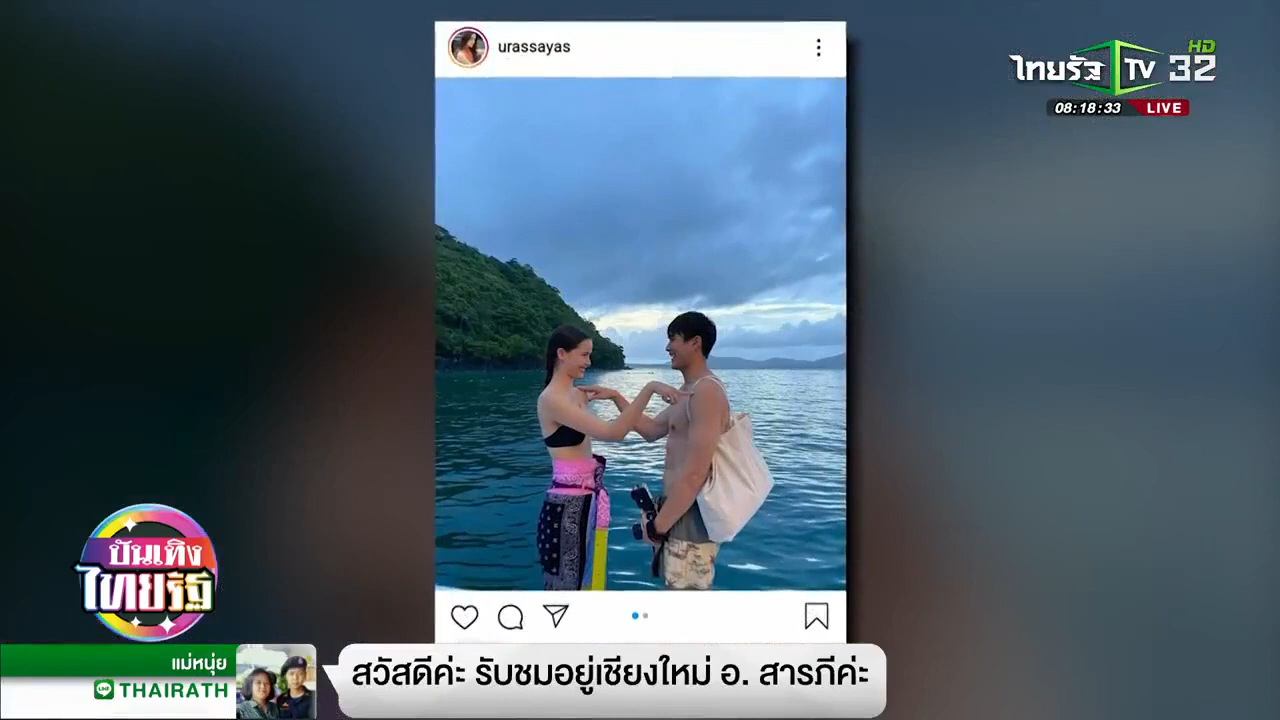 urassayas
ไทยรัฐ TV HD 32
08:18:33 LIVE
บันเทิง
ไทยรัฐ
แม่หนุ่ย
LINE THAIRATH
สวัสดีค่ะ รับชมอยู่เชียงใหม่ อ. สารภีค่ะ